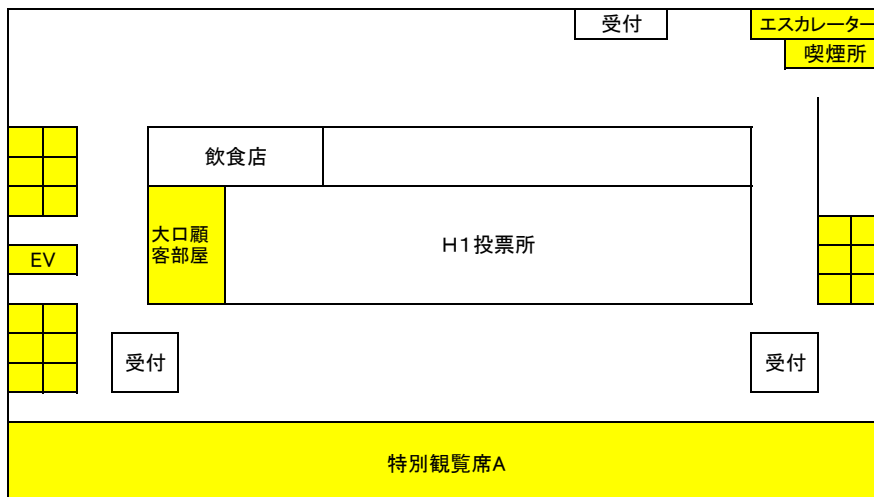 受付
エスカレーター
喫煙所
飲食店
大口顧
客部屋
H1投票所
EV
受付
受付
特別観覧席A